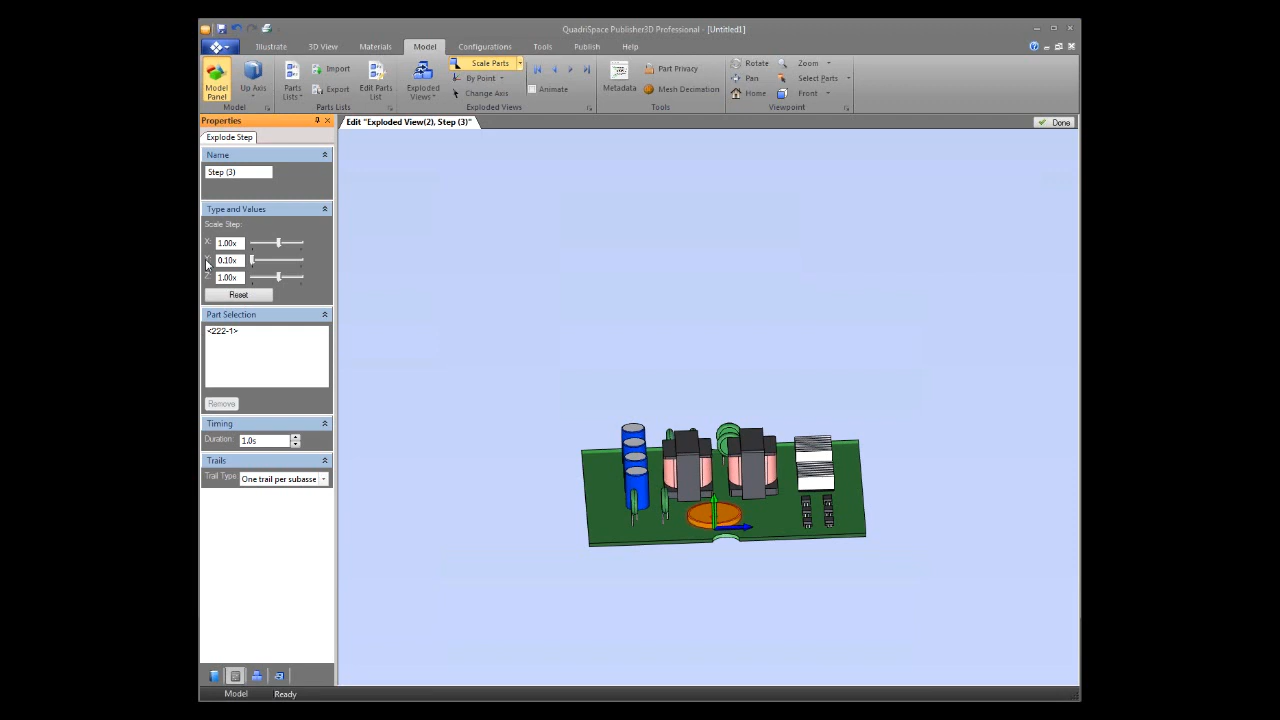 QuadriSpace Publisher3D Professional - [Untitled1]
Illustrate 3D View Materials Model Configurations Tools Publish Help
Model Panel
Up Axis
Parts Lists
Import
Export
Edit Parts List
Exploded Views
Scale Parts
By Point
Change Axis
Animate
Metadata
Part Privacy
Mesh Decimation
Rotate
Pan
Home
Zoom
Select Parts
Front
Model Parts Lists Exploded Views Tools Viewpoint
Properties
Edit "Exploded View(2), Step (3)"
Done
Explode Step
Name
Step (3)
Type and Values
Scale Step:
X: 1.00x
Y: 0.10x
Z: 1.00x
Reset
Part Selection
<222-1>
Remove
Timing
Duration: 1.0s
Trails
Trail Type One trail per subasse
Model Ready